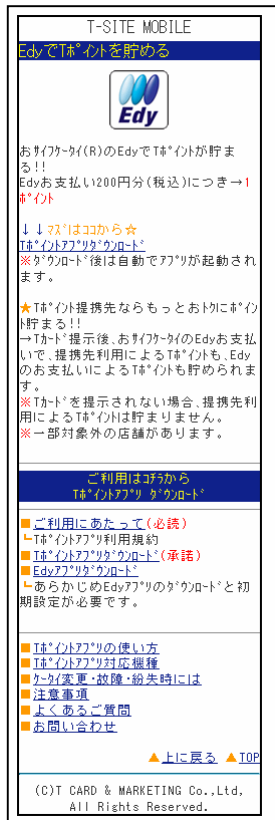 T-SITE MOBILE
EdyでTﾎﾟｲﾝﾄを貯める
Edy
おｻｲﾌｹｰﾀｲ(R)のEdyでTﾎﾟｲﾝﾄが貯ま
る!!
Edyお支払い200円分(税込)につき→1
ﾎﾟｲﾝﾄ
↓↓ﾏｽﾞはｺｺから☆
Tﾎﾟｲﾝﾄｱﾌﾟﾘﾀﾞｳﾝﾛｰﾄﾞ
※ﾀﾞｳﾝﾛｰﾄﾞ後は自動でｱﾌﾟﾘが起動され
ます。
★Tﾎﾟｲﾝﾄ提携先ならもっとおﾄｸにﾎﾟｲﾝ
ﾄ貯まる!!
→Tｶｰﾄﾞ提示後、おｻｲﾌｹｰﾀｲのEdyお支払
いで、提携先利用によるTﾎﾟｲﾝﾄも、Edy
のお支払いによるTﾎﾟｲﾝﾄも貯められま
す。
※Tｶｰﾄﾞを提示されない場合、提携先利
用によるTﾎﾟｲﾝﾄは貯まりません。
※一部対象外の店舗があります。
ご利用はｺﾁﾗから
Tﾎﾟｲﾝﾄｱﾌﾟﾘ ﾀﾞｳﾝﾛｰﾄﾞ
■ご利用にあたって(必読)
┗Tﾎﾟｲﾝﾄｱﾌﾟﾘ利用規約
■Tﾎﾟｲﾝﾄｱﾌﾟﾘﾀﾞｳﾝﾛｰﾄﾞ(承諾)
■Edyｱﾌﾟﾘﾀﾞｳﾝﾛｰﾄﾞ
┗あらかじめEdyｱﾌﾟﾘのﾀﾞｳﾝﾛｰﾄﾞと初
期設定が必要です。
■Tﾎﾟｲﾝﾄｱﾌﾟﾘの使い方
■Tﾎﾟｲﾝﾄｱﾌﾟﾘ対応機種
■ｹｰﾀｲ変更・故障・紛失時には
■注意事項
■よくあるご質問
■お問い合わせ
▲上に戻る ▲TOP
(C)T CARD & MARKETING Co.,Ltd,
All Rights Reserved.